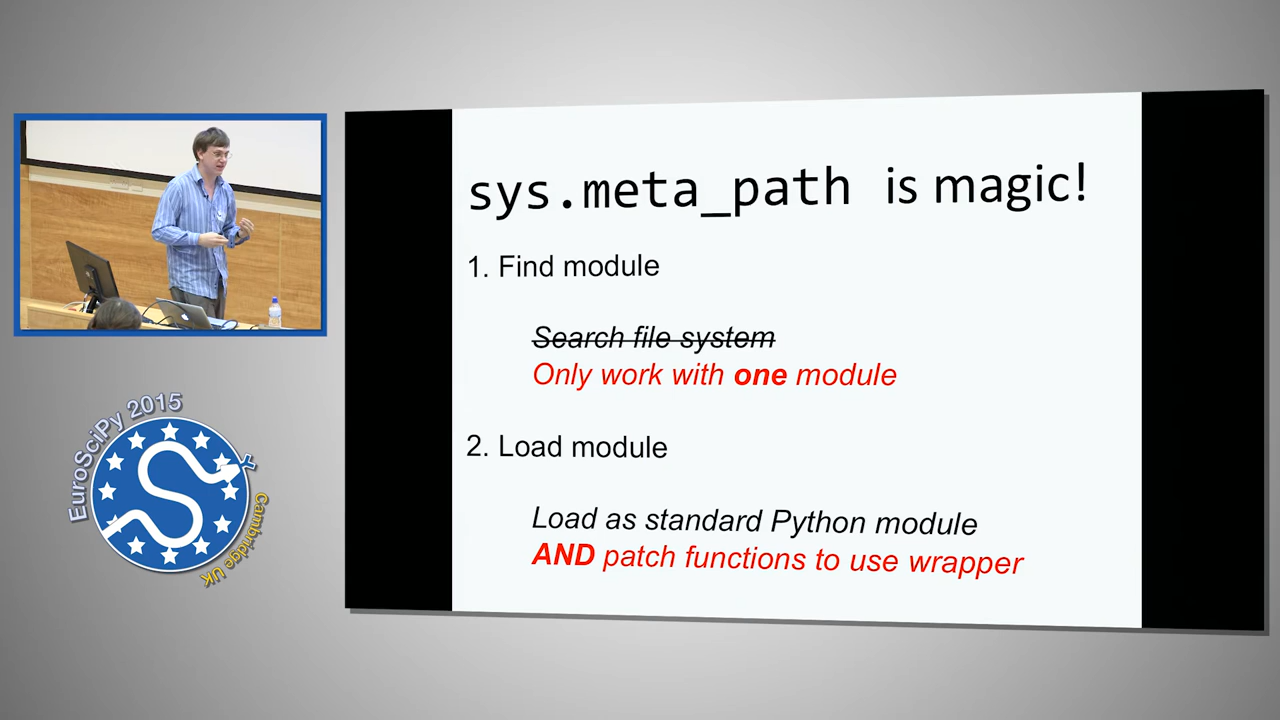 sys.meta_path is magic!
1. Find module
Search file system
Only work with one module
2. Load module
Load as standard Python module
AND patch functions to use wrapper
EuroSciPy 2015
Cambridge UK